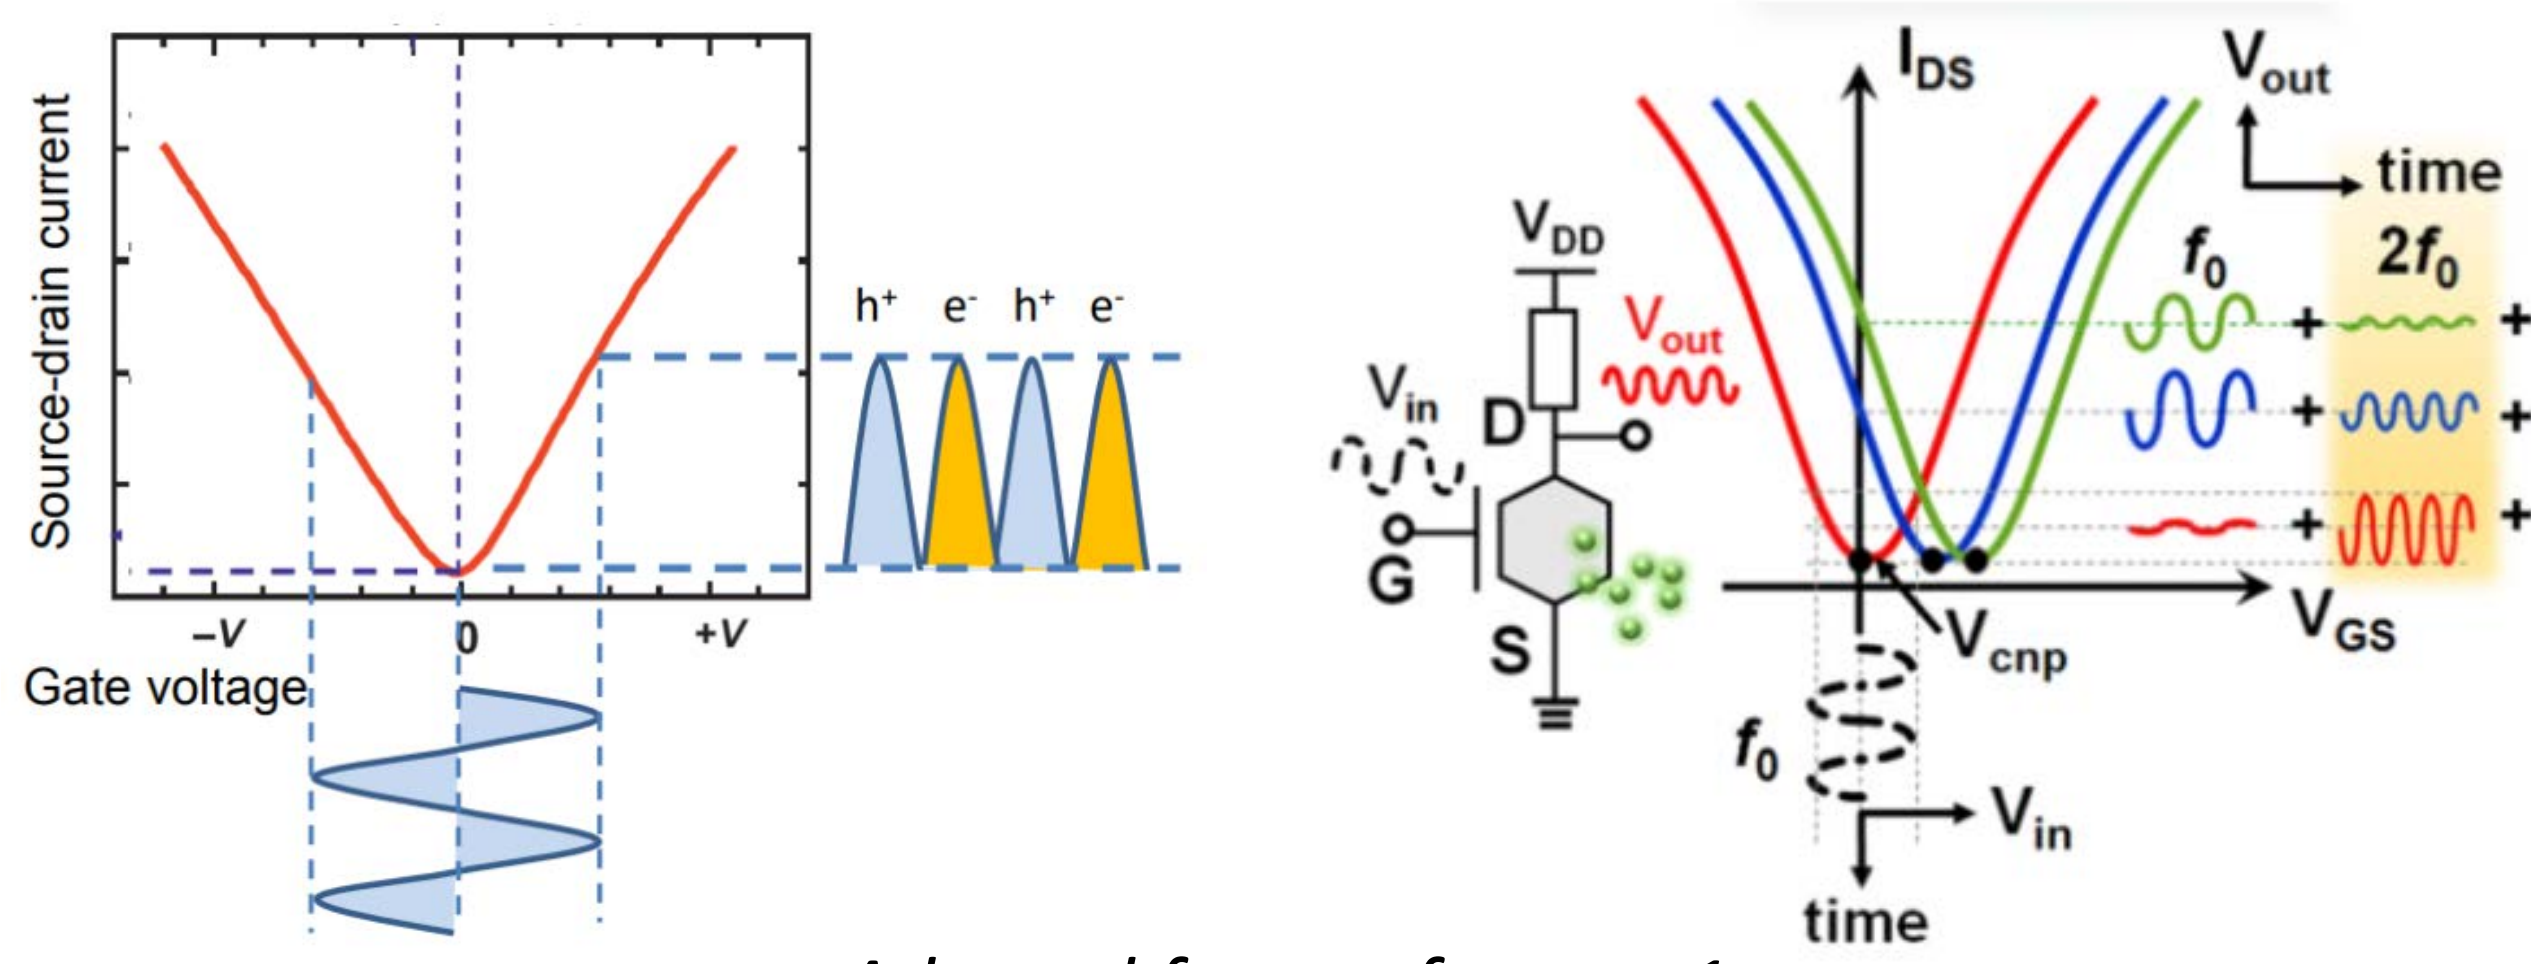 Source-drain current
–V
0
+V
Gate voltage
h⁺ e⁻ h⁺ e⁻
V_DD
V_out
V_in
D
G
S
I_DS
V_out
time
f₀
2f₀
+ +
+ +
+ +
V_GS
V_cnp
f₀
V_in
time